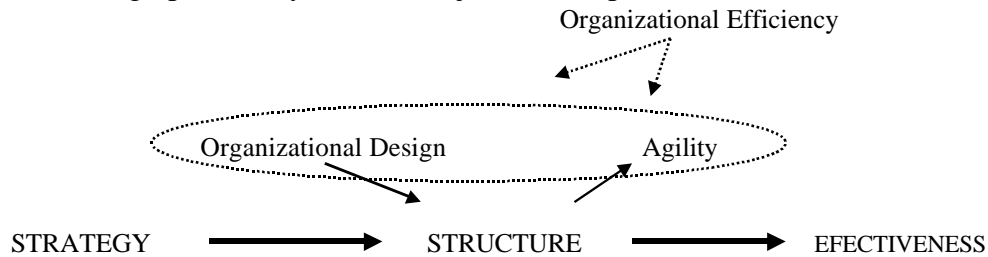 Organizational Efficiency
Organizational Design Agility
STRATEGY STRUCTURE EFECTIVENESS